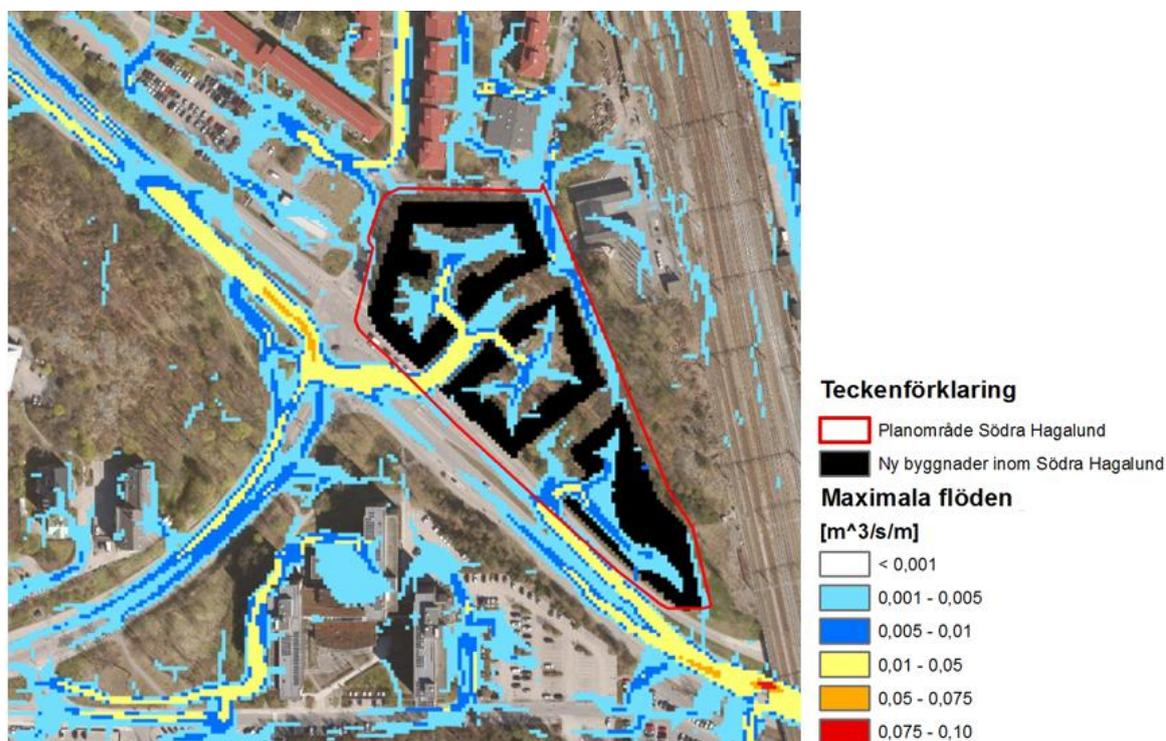 Teckenförklaring
Planområde Södra Hagalund
Ny byggnader inom Södra Hagalund
Maximala flöden
[m^3/s/m]
< 0,001
0,001 - 0,005
0,005 - 0,01
0,01 - 0,05
0,05 - 0,075
0,075 - 0,10